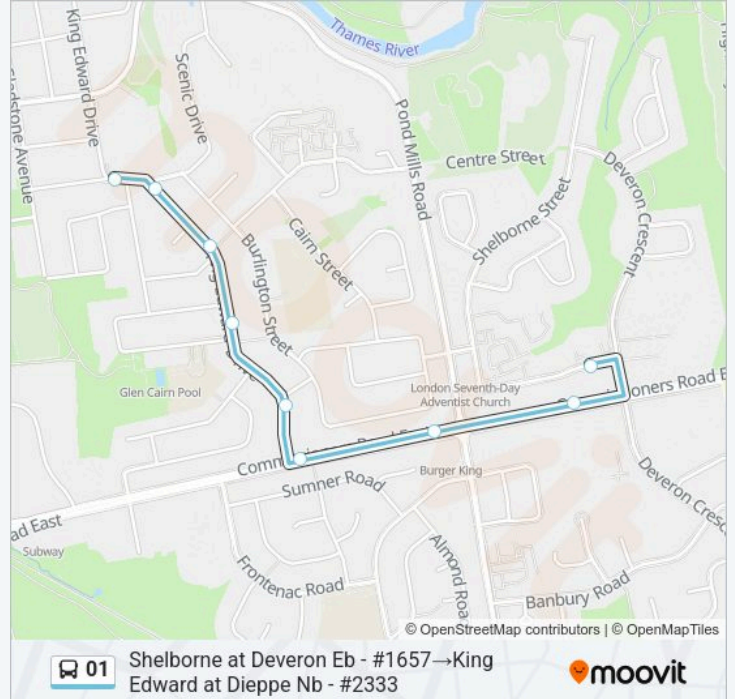 Thames River
King Edward Drive
Scenic Drive
Gladstone Avenue
Pond Mills Road
Centre Street
Deveron Crescent
Shelborne Street
Cairn Street
Burlington Street
Glen Cairn Pool
London Seventh-Day
Adventist Church
oners Road E
Comm
Burger King
Sumner Road
Deveron Cresc
ad East
Subway
Frontenac Road
Almond Roa
Banbury Road
© OpenStreetMap contributors | © OpenMapTiles
01
Shelborne at Deveron Eb - #1657→King
Edward at Dieppe Nb - #2333
moovit